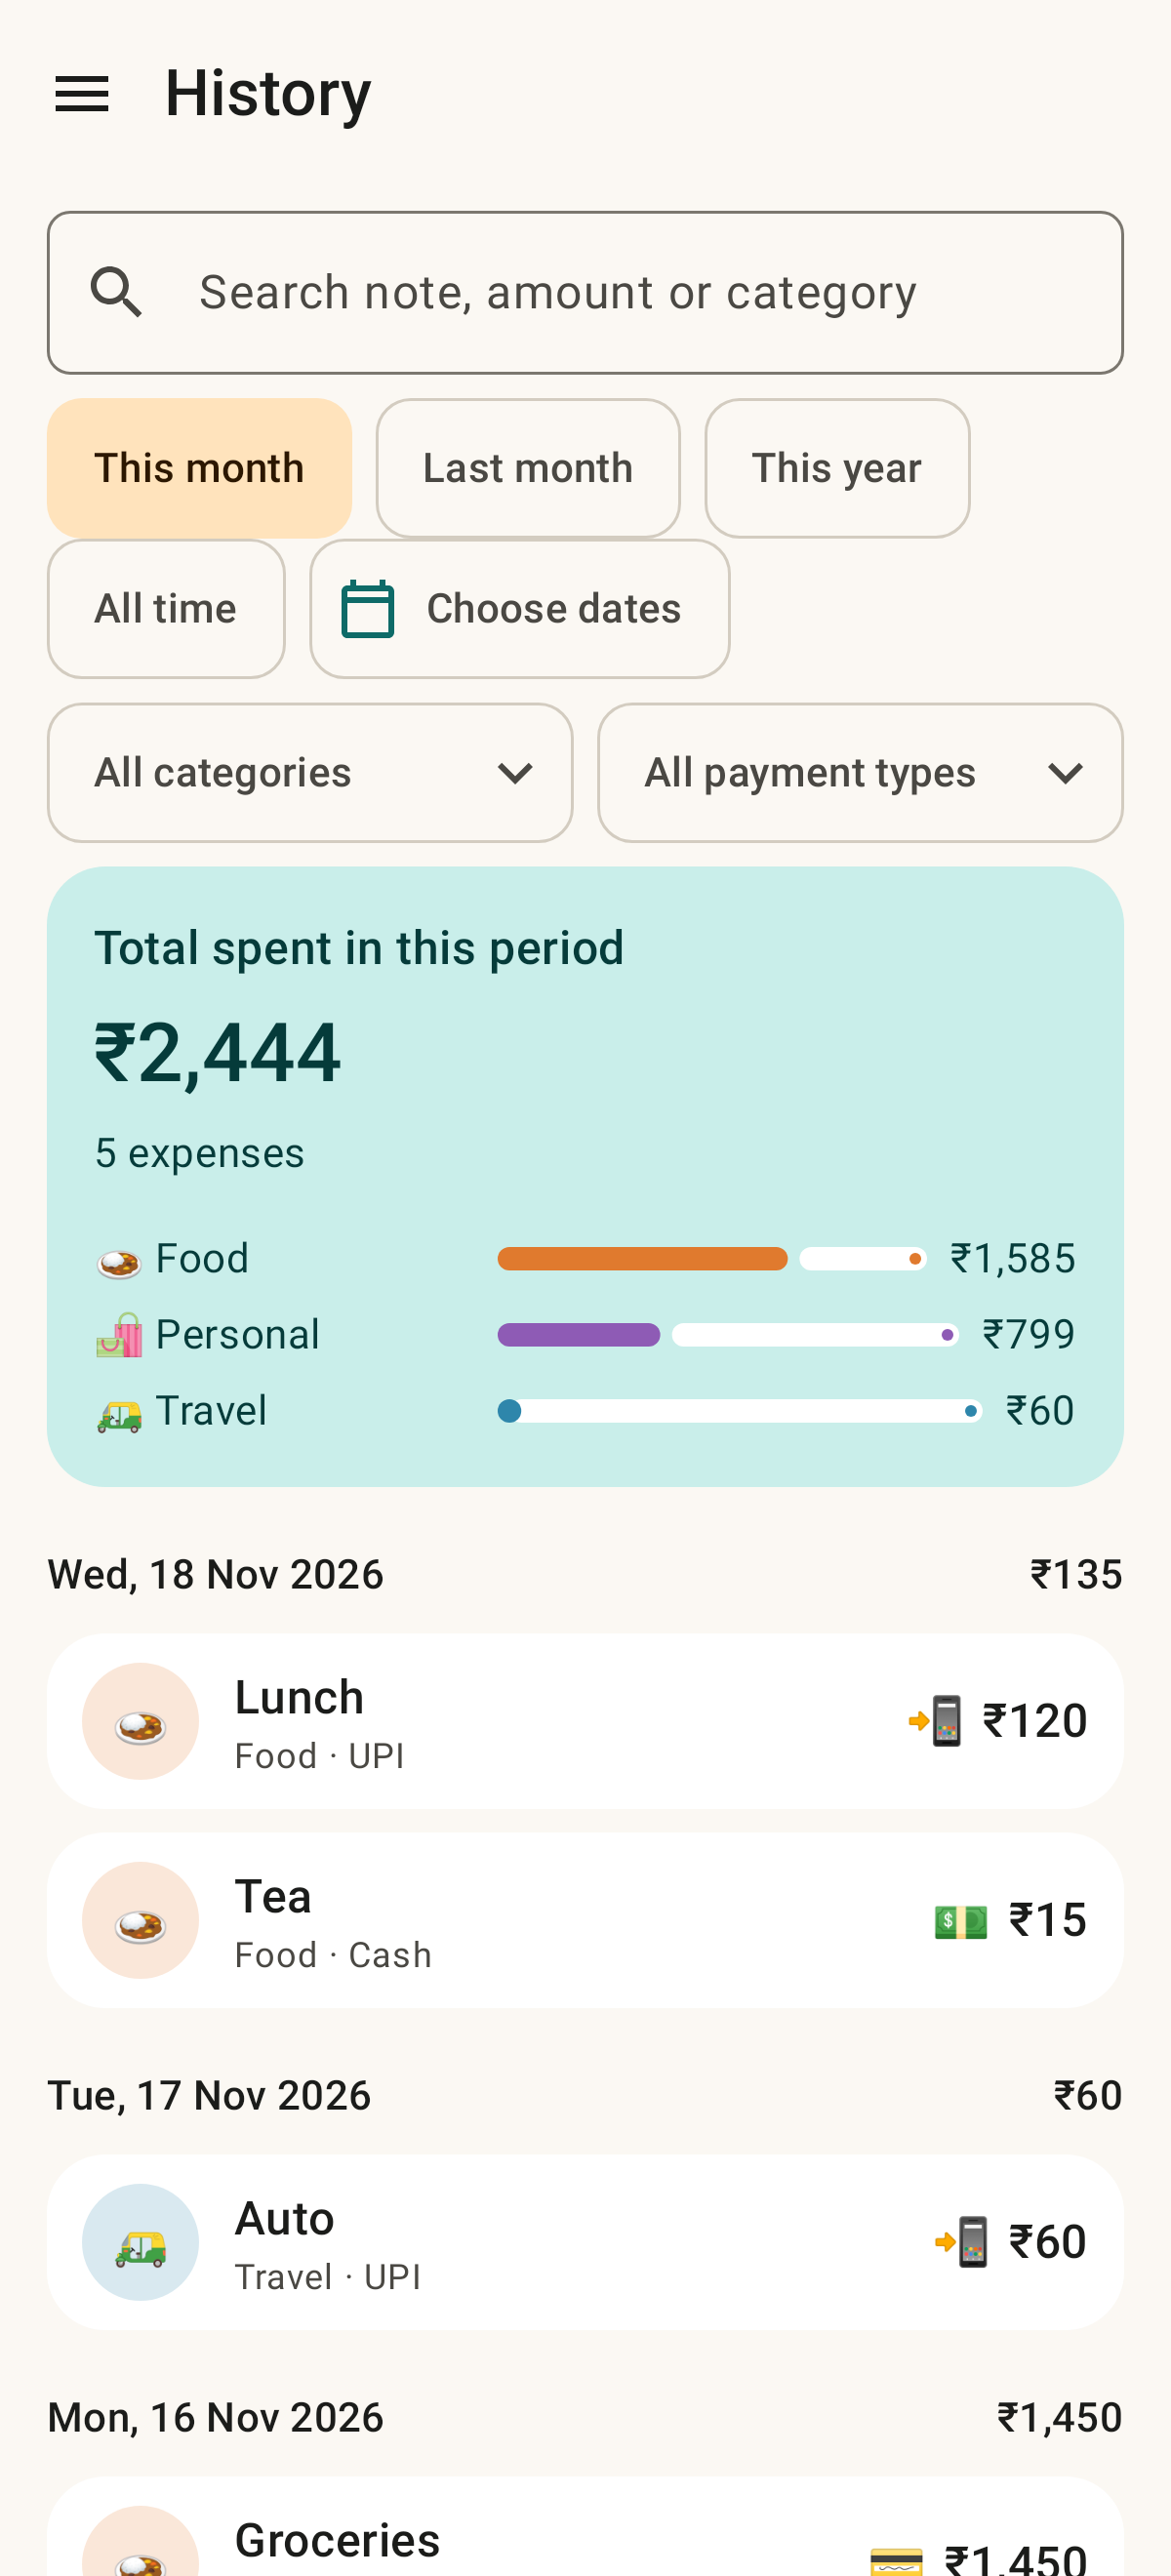 History
Search note, amount or category
This month Last month This year
All time Choose dates
All categories All payment types
Total spent in this period
₹2,444
5 expenses
Food ₹1,585
Personal ₹799
Travel ₹60
Wed, 18 Nov 2026 ₹135
Lunch
Food · UPI
₹120
Tea
Food · Cash
₹15
Tue, 17 Nov 2026 ₹60
Auto
Travel · UPI
₹60
Mon, 16 Nov 2026 ₹1,450
Groceries
₹1,450